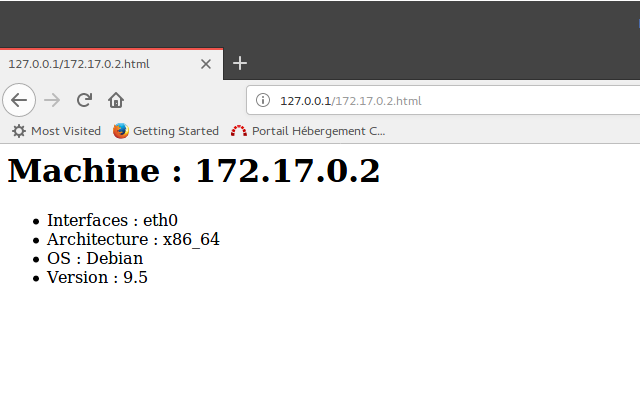 127.0.0.1/172.17.0.2.html
127.0.0.1/172.17.0.2.html
Most Visited Getting Started Portail Hébergement C...
Machine : 172.17.0.2
Interfaces : eth0
Architecture : x86_64
OS : Debian
Version : 9.5